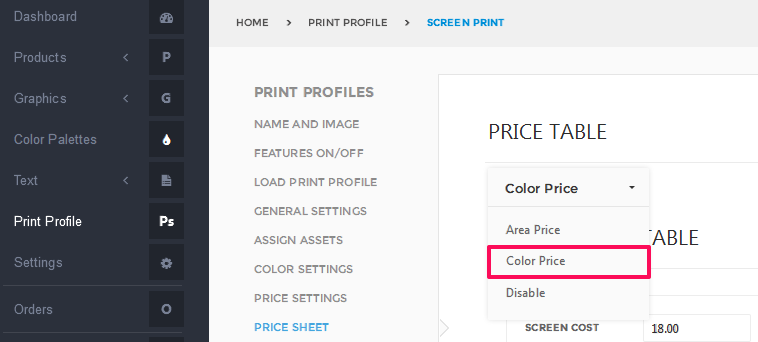 Dashboard
Products
P
Graphics
G
Color Palettes
Text
Print Profile
Ps
Settings
Orders
O
HOME > PRINT PROFILE > SCREEN PRINT
PRINT PROFILES
NAME AND IMAGE
FEATURES ON/OFF
LOAD PRINT PROFILE
GENERAL SETTINGS
ASSIGN ASSETS
COLOR SETTINGS
PRICE SETTINGS
PRICE SHEET
PRICE TABLE
Color Price
Area Price
Color Price
Disable
TABLE
SCREEN COST
18.00